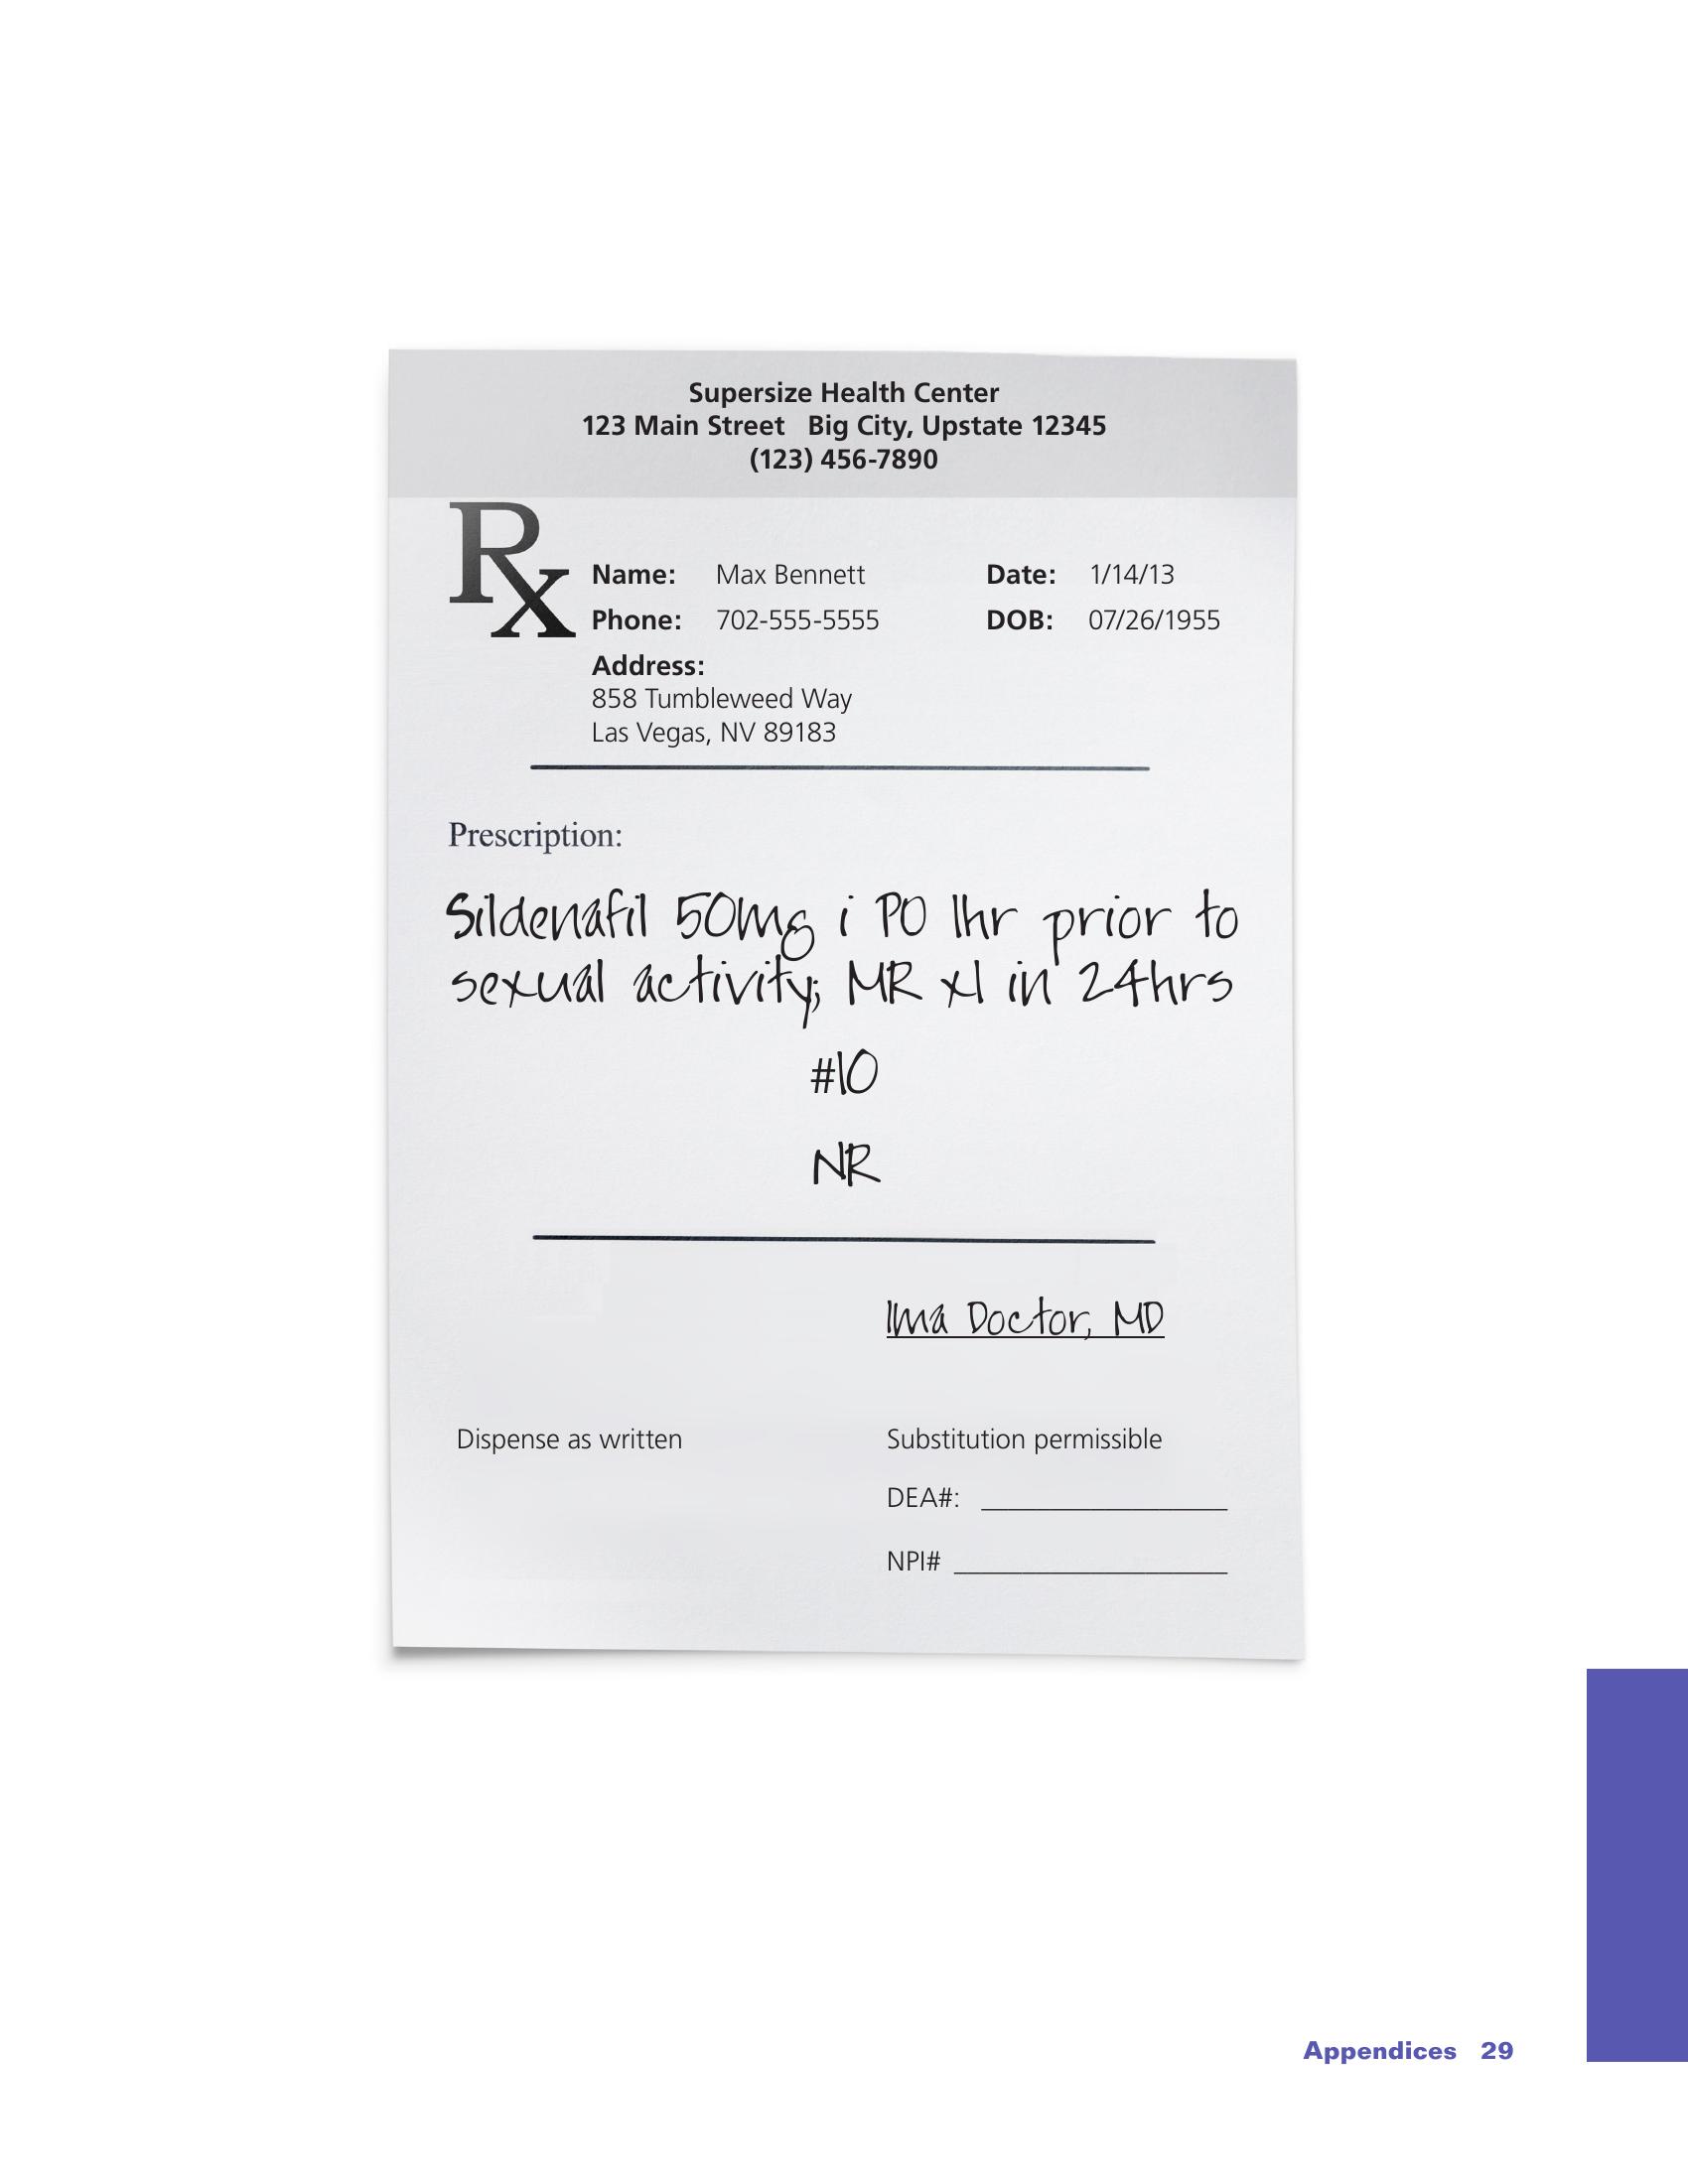 Supersize Health Center
123 Main Street Big City, Upstate 12345
(123) 456-7890
Rx
Name: Max Bennett Date: 1/14/13
Phone: 702-555-5555 DOB: 07/26/1955
Address:
858 Tumbleweed Way
Las Vegas, NV 89183
Prescription:
Sildenafil 50mg i PO 1hr prior to
sexual activity; MR x1 in 24hrs
#10
NR
Ima Doctor, MD
Dispense as written Substitution permissible
DEA#:
NPI#
Appendices 29